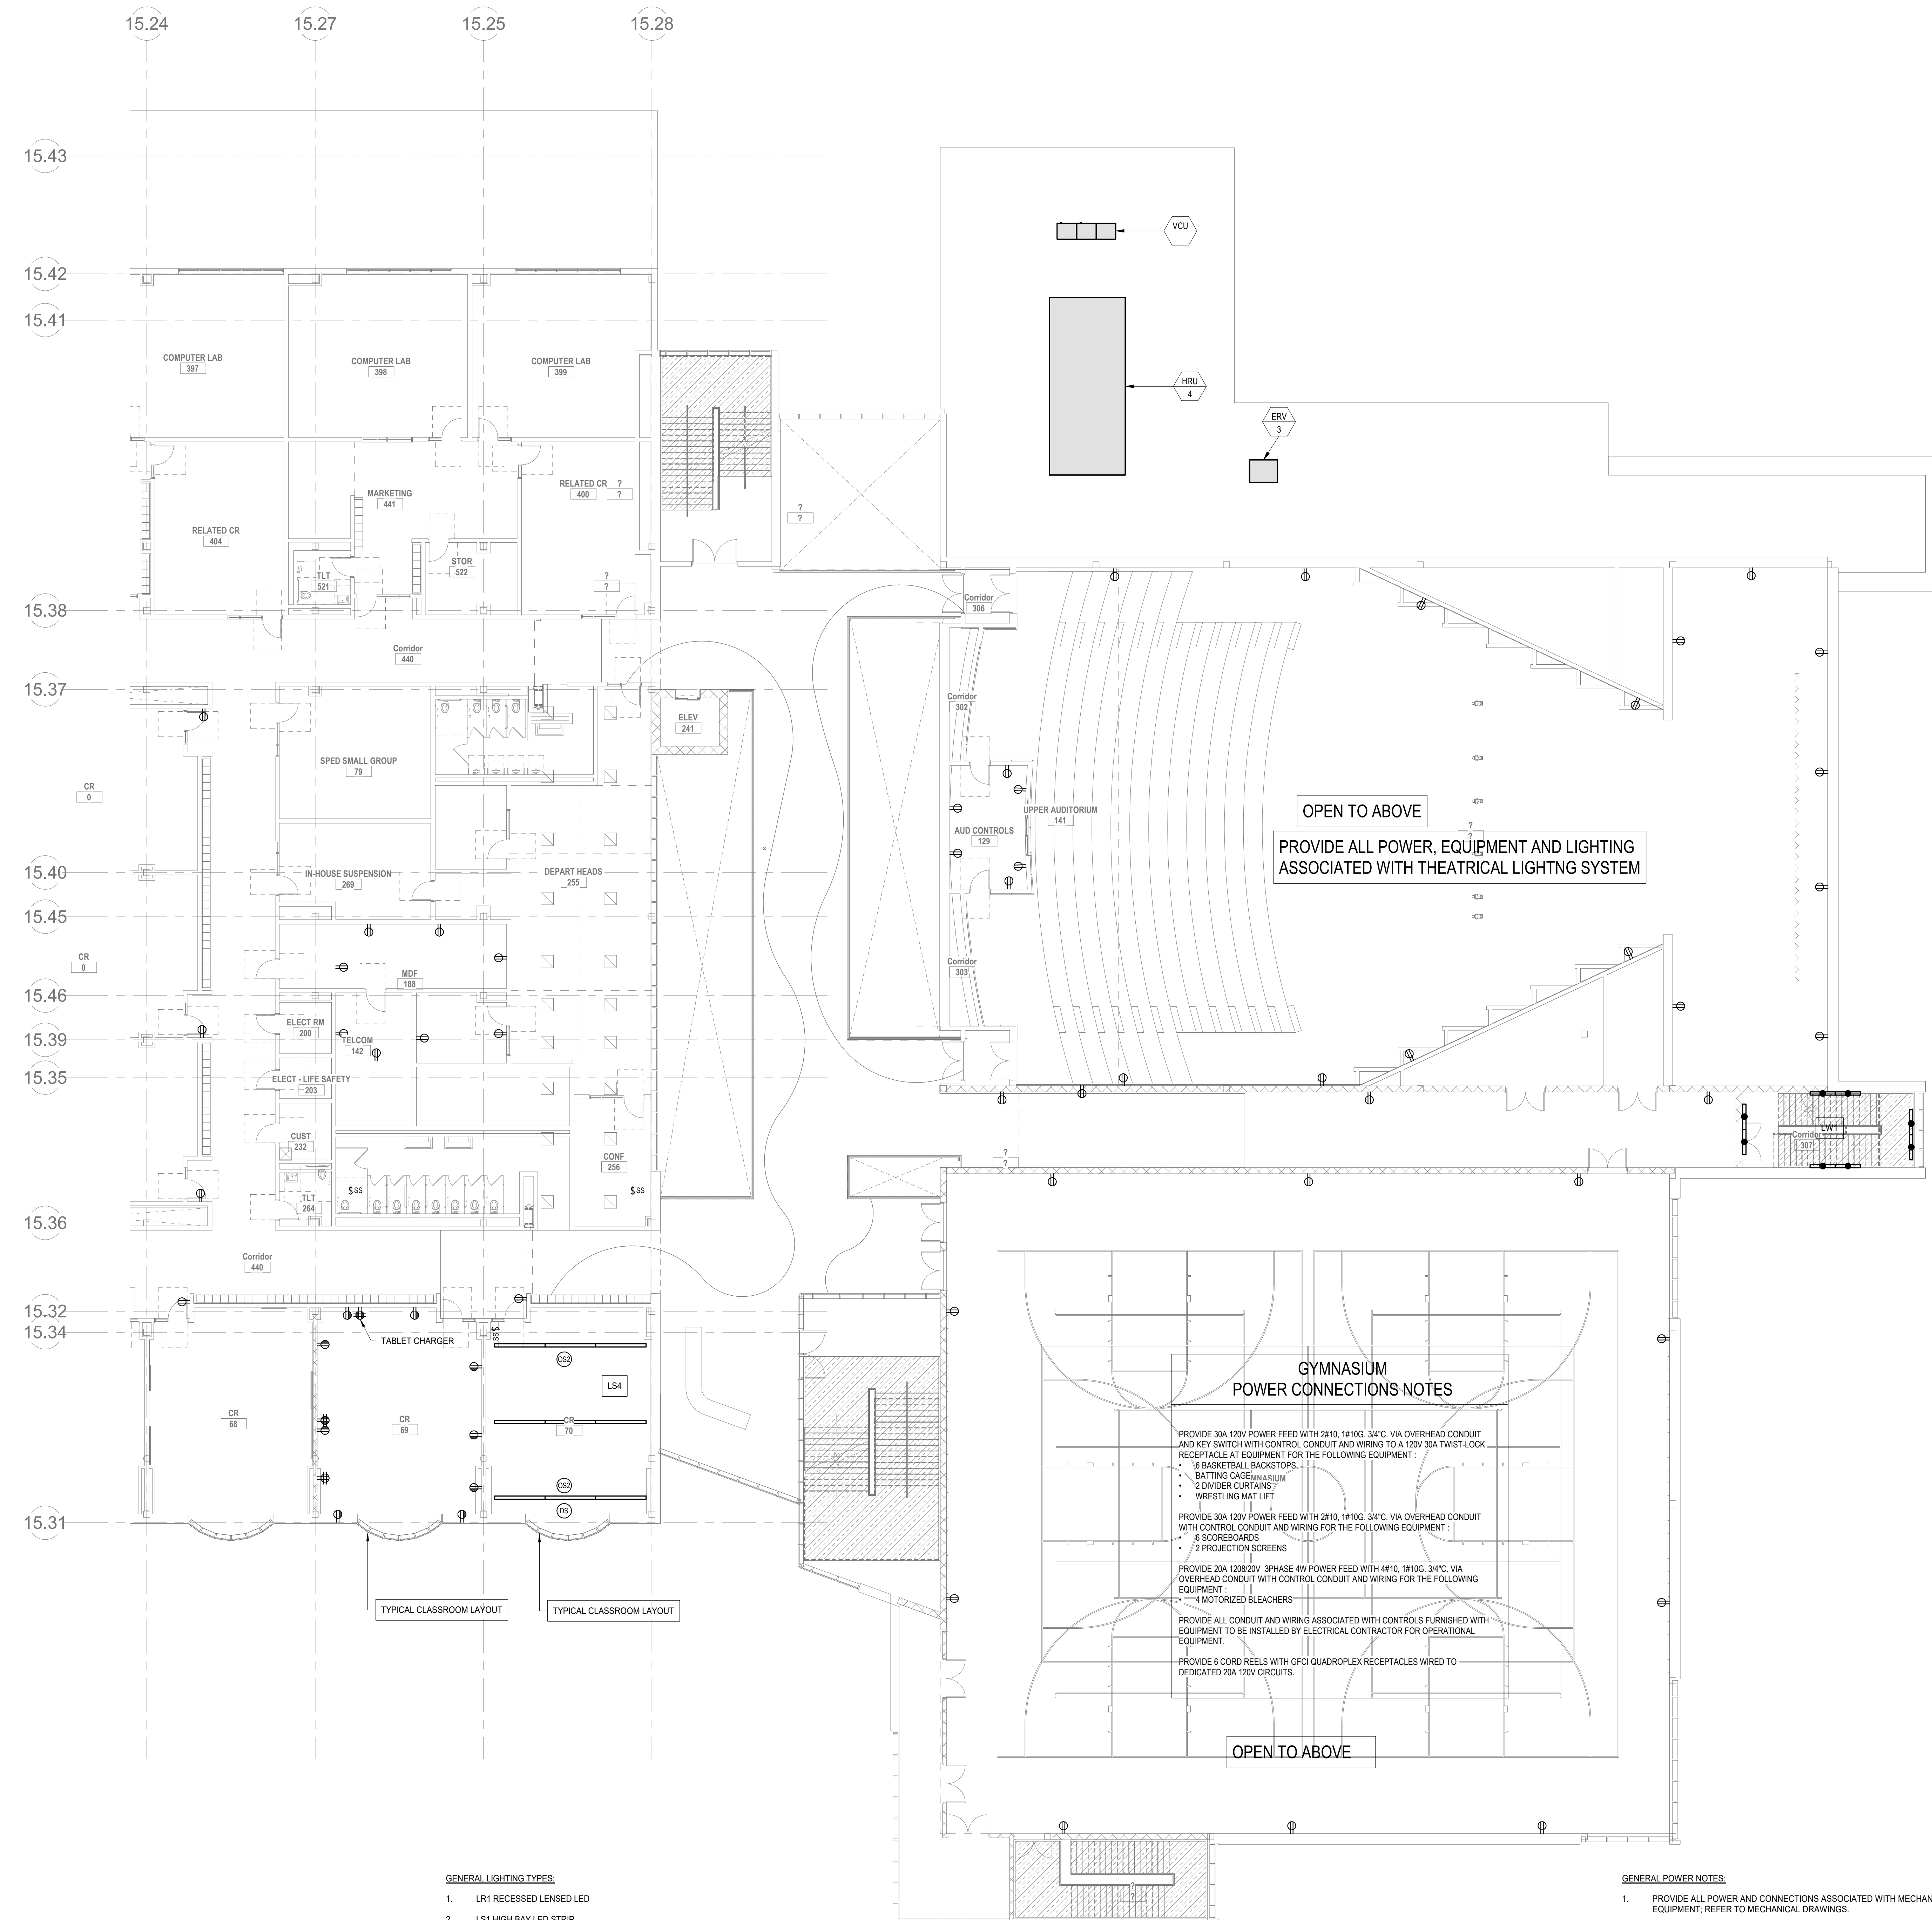 15.24
15.27
15.25
15.28
15.43
15.42
15.41
15.38
15.37
15.40
15.45
15.46
15.39
15.35
15.36
15.32
15.34
15.31
VCU
HRU
4
ERV
3
COMPUTER LAB
397
COMPUTER LAB
398
COMPUTER LAB
399
MARKETING
441
RELATED CR
400
?
?
RELATED CR
404
?
?
STOR
522
TLT
521
?
?
Corridor
306
Corridor
440
Corridor
302
ELEV
241
SPED SMALL GROUP
79
CR
0
UPPER AUDITORIUM
141
OPEN TO ABOVE
?
?
AUD CONTROLS
129
PROVIDE ALL POWER, EQUIPMENT AND LIGHTING
ASSOCIATED WITH THEATRICAL LIGHTNG SYSTEM
IN-HOUSE SUSPENSION
269
DEPART HEADS
255
CR
0
MDF
188
Corridor
303
ELECT RM
200
TELCOM
142
ELECT - LIFE SAFETY
203
CUST
232
CONF
256
TLT
264
$ SS
$ SS
?
?
LW1
Corridor
307
Corridor
440
TABLET CHARGER
SS $
OS2
LS4
CR
68
CR
69
CR
70
OS2
DS
TYPICAL CLASSROOM LAYOUT
TYPICAL CLASSROOM LAYOUT
GYMNASIUM
POWER CONNECTIONS NOTES
PROVIDE 30A 120V POWER FEED WITH 2#10, 1#10G. 3/4"C. VIA OVERHEAD CONDUIT
AND KEY SWITCH WITH CONTROL CONDUIT AND WIRING TO A 120V 30A TWIST-LOCK
RECEPTACLE AT EQUIPMENT FOR THE FOLLOWING EQUIPMENT :
• 6 BASKETBALL BACKSTOPS
• BATTING CAGE
MNASIUM
• 2 DIVIDER CURTAINS
• WRESTLING MAT LIFT
PROVIDE 30A 120V POWER FEED WITH 2#10, 1#10G. 3/4"C. VIA OVERHEAD CONDUIT
WITH CONTROL CONDUIT AND WIRING FOR THE FOLLOWING EQUIPMENT :
• 6 SCOREBOARDS
• 2 PROJECTION SCREENS
PROVIDE 20A 1208/20V 3PHASE 4W POWER FEED WITH 4#10, 1#10G. 3/4"C. VIA
OVERHEAD CONDUIT WITH CONTROL CONDUIT AND WIRING FOR THE FOLLOWING
EQUIPMENT :
• 4 MOTORIZED BLEACHERS
PROVIDE ALL CONDUIT AND WIRING ASSOCIATED WITH CONTROLS FURNISHED WITH
EQUIPMENT TO BE INSTALLED BY ELECTRICAL CONTRACTOR FOR OPERATIONAL
EQUIPMENT.
PROVIDE 6 CORD REELS WITH GFCI QUADROPLEX RECEPTACLES WIRED TO
DEDICATED 20A 120V CIRCUITS.
OPEN TO ABOVE
?
?
GENERAL LIGHTING TYPES:
1. LR1 RECESSED LENSED LED
2. LS1 HIGH BAY LED STRIP
GENERAL POWER NOTES:
1. PROVIDE ALL POWER AND CONNECTIONS ASSOCIATED WITH MECHAN
EQUIPMENT; REFER TO MECHANICAL DRAWINGS.